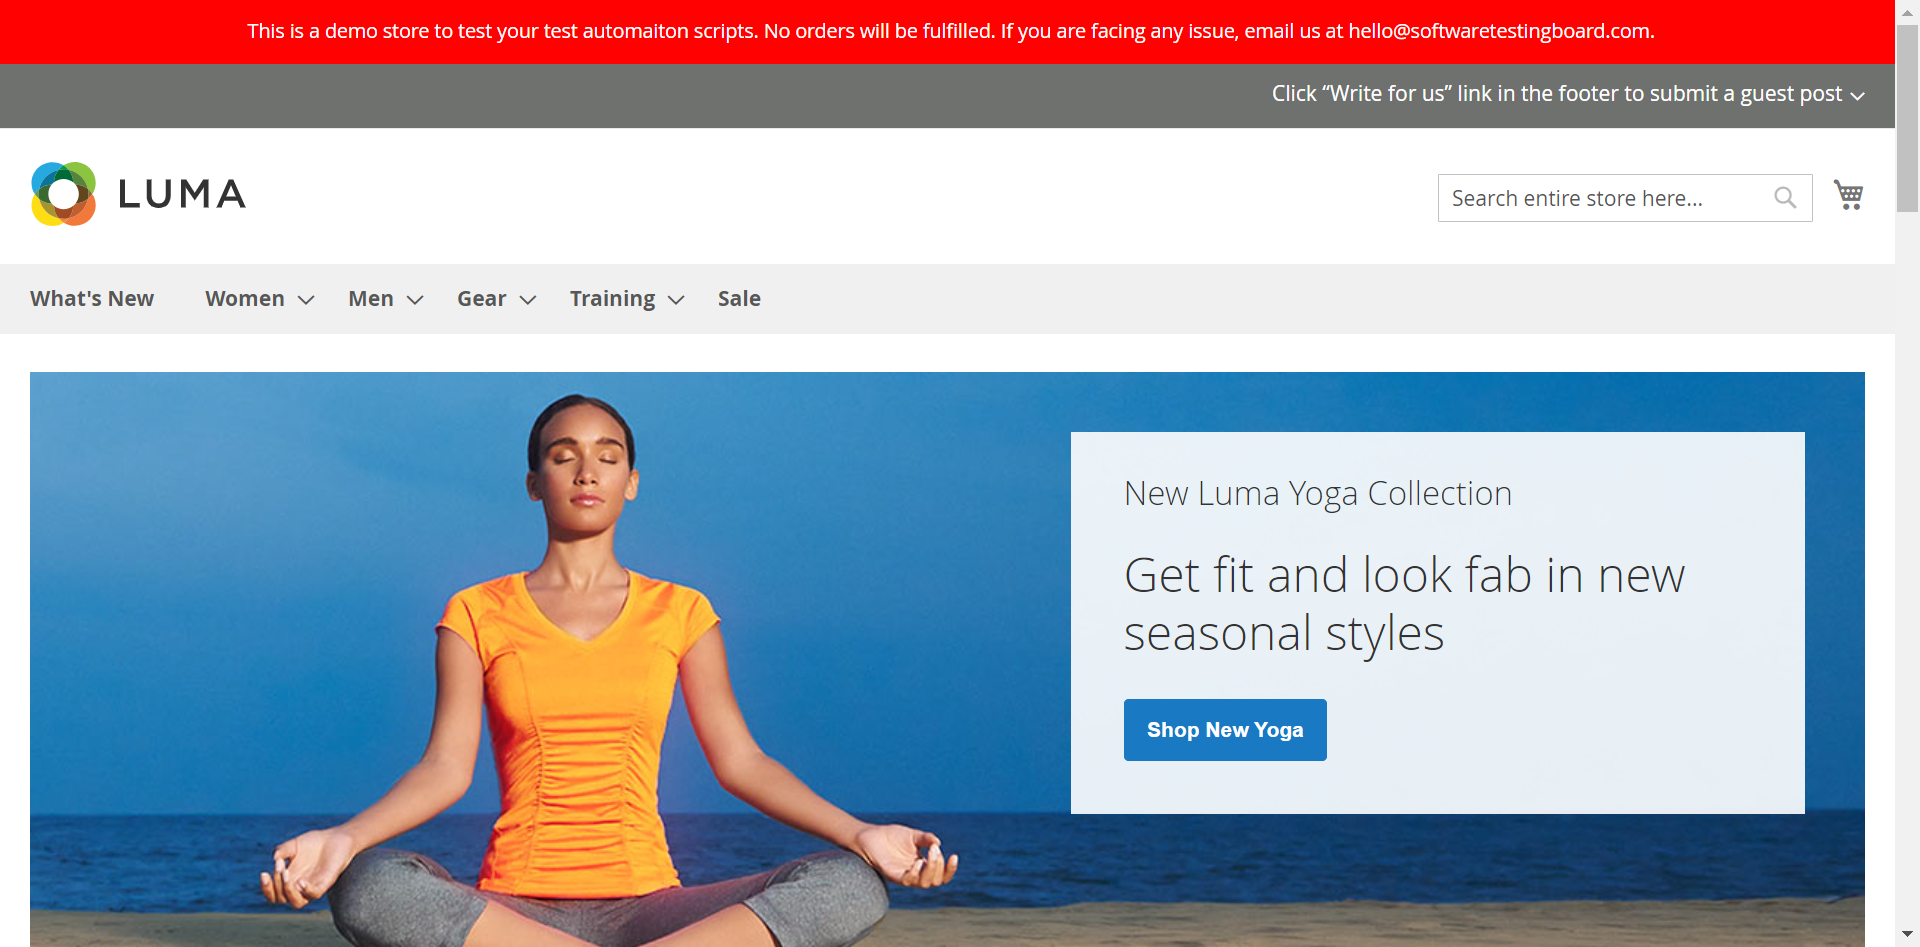 This is a demo store to test your test automaiton scripts. No orders will be fulfilled. If you are facing any issue, email us at hello@softwaretestingboard.com.
Click “Write for us” link in the footer to submit a guest post
LUMA
Search entire store here...
What's New Women Men Gear Training Sale
New Luma Yoga Collection
Get fit and look fab in new
seasonal styles
Shop New Yoga